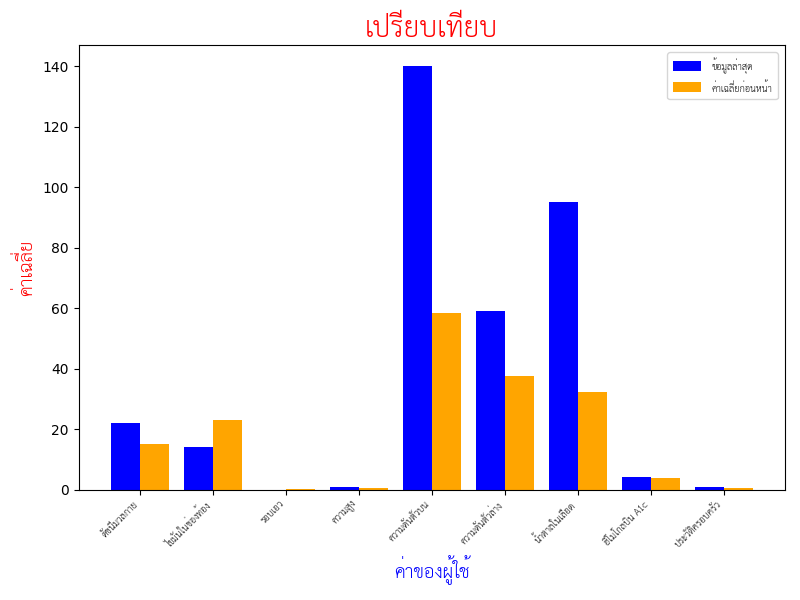 เปรียบเทียบ
ข้อมูลล่าสุด
ค่าเฉลี่ยก่อนหน้า
ค่าเฉลี่ย
140
120
100
80
60
40
20
0
ดัชนีมวลกาย
ไขมันในช่องท้อง
รอบเอว
ความสูง
ความดันตัวบน
ความดันตัวล่าง
น้ำตาลในเลือด
ฮีโมโกลบิน A1c
ประวัติครอบครัว
ค่าของผู้ใช้